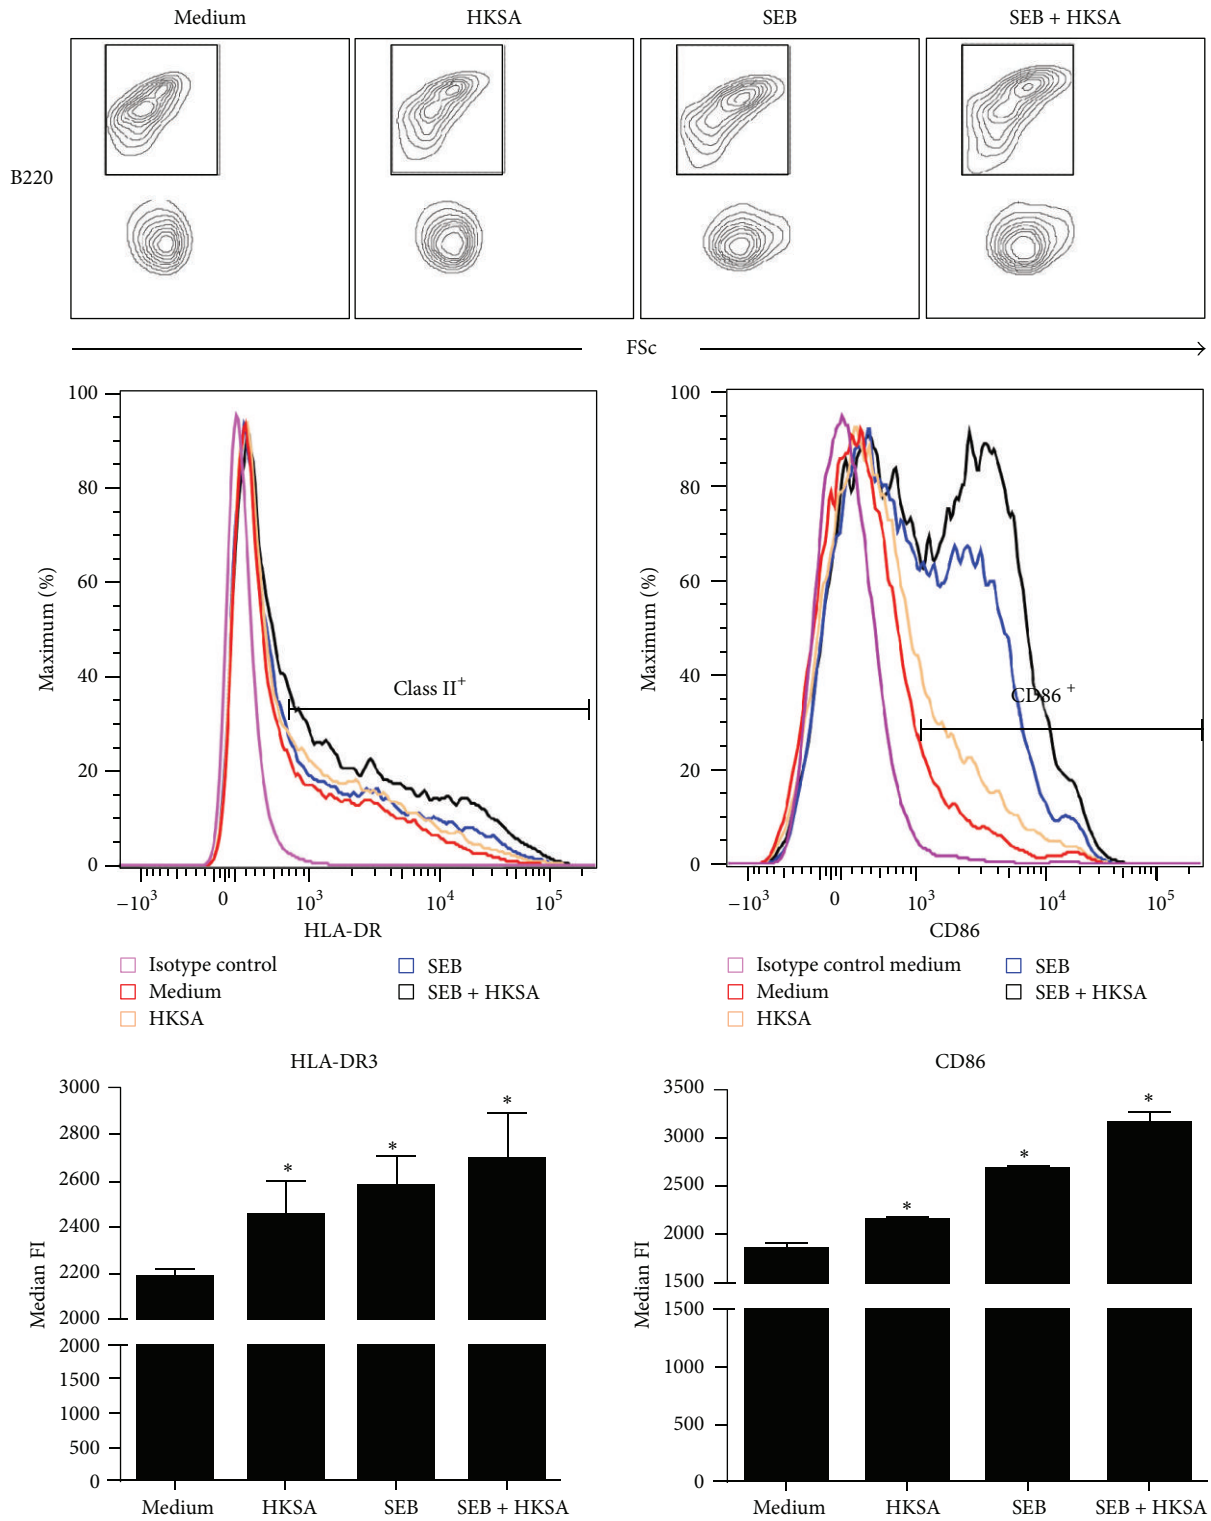 Medium HKSA SEB SEB + HKSA
B220
FSc
100
80
60
40
20
0
Maximum (%)
Class II+
−10³ 0 10³ 10⁴ 10⁵
HLA-DR
Isotype control
Medium
HKSA
SEB
SEB + HKSA
100
80
60
40
20
0
Maximum (%)
CD86 +
−10³ 0 10³ 10⁴ 10⁵
CD86
Isotype control medium
Medium
HKSA
SEB
SEB + HKSA
HLA-DR3
3000
2800
2600
2400
2200
2000
2000
1500
1000
500
0
Median FI
*
*
*
Medium HKSA SEB SEB + HKSA
CD86
3500
3000
2500
2000
1500
1500
1000
500
0
Median FI
*
*
*
Medium HKSA SEB SEB + HKSA